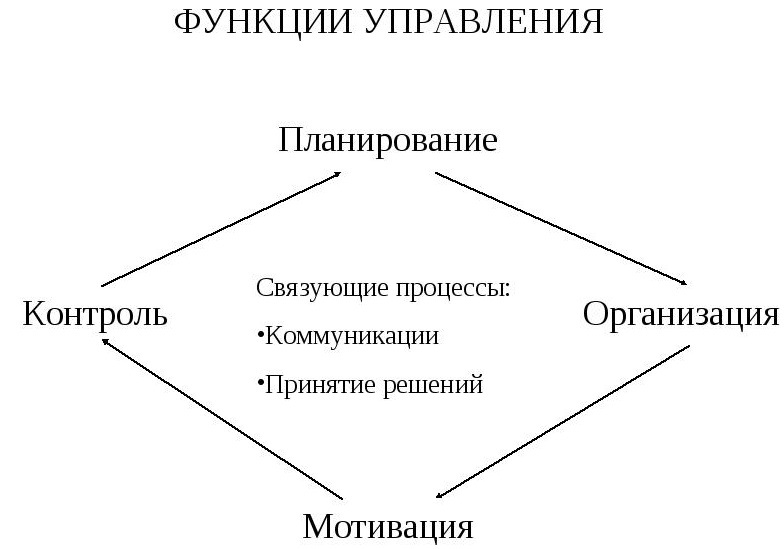 ФУНКЦИИ УПРАВЛЕНИЯ
Планирование
Связующие процессы:
Контроль
Организация
•Коммуникации
•Принятие решений
Мотивация